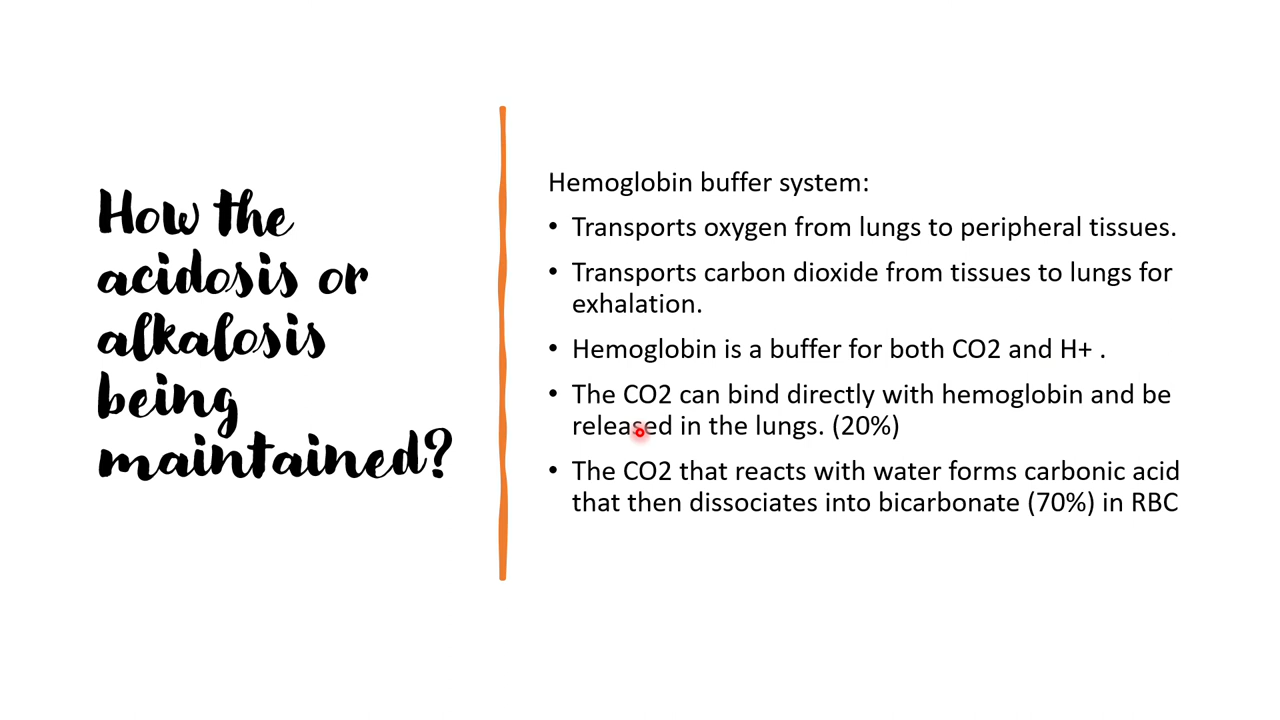 How the
acidosis or
alkalosis
being
maintained?
Hemoglobin buffer system:
• Transports oxygen from lungs to peripheral tissues.
• Transports carbon dioxide from tissues to lungs for
exhalation.
• Hemoglobin is a buffer for both CO2 and H+ .
• The CO2 can bind directly with hemoglobin and be
released in the lungs. (20%)
• The CO2 that reacts with water forms carbonic acid
that then dissociates into bicarbonate (70%) in RBC